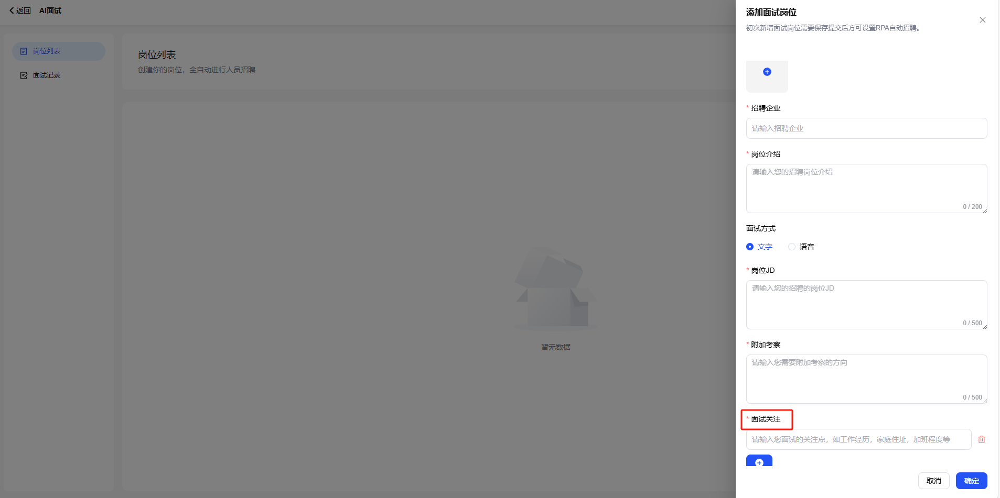 返回 AI面试
岗位列表
面试记录
岗位列表
创建你的岗位，全自动进行人员招聘
暂无数据
添加面试岗位
初次新增面试岗位需要保存提交后方可设置RPA自动招聘。
* 招聘企业
请输入招聘企业
* 岗位介绍
请输入您的招聘岗位介绍
0 / 200
面试方式
文字 语音
* 岗位JD
请输入您的招聘的岗位JD
0 / 500
* 附加考察
请输入您需要附加考察的方向
0 / 500
* 面试关注
请输入您面试的关注点，如工作经历，家庭住址，加班程度等
取消 确定